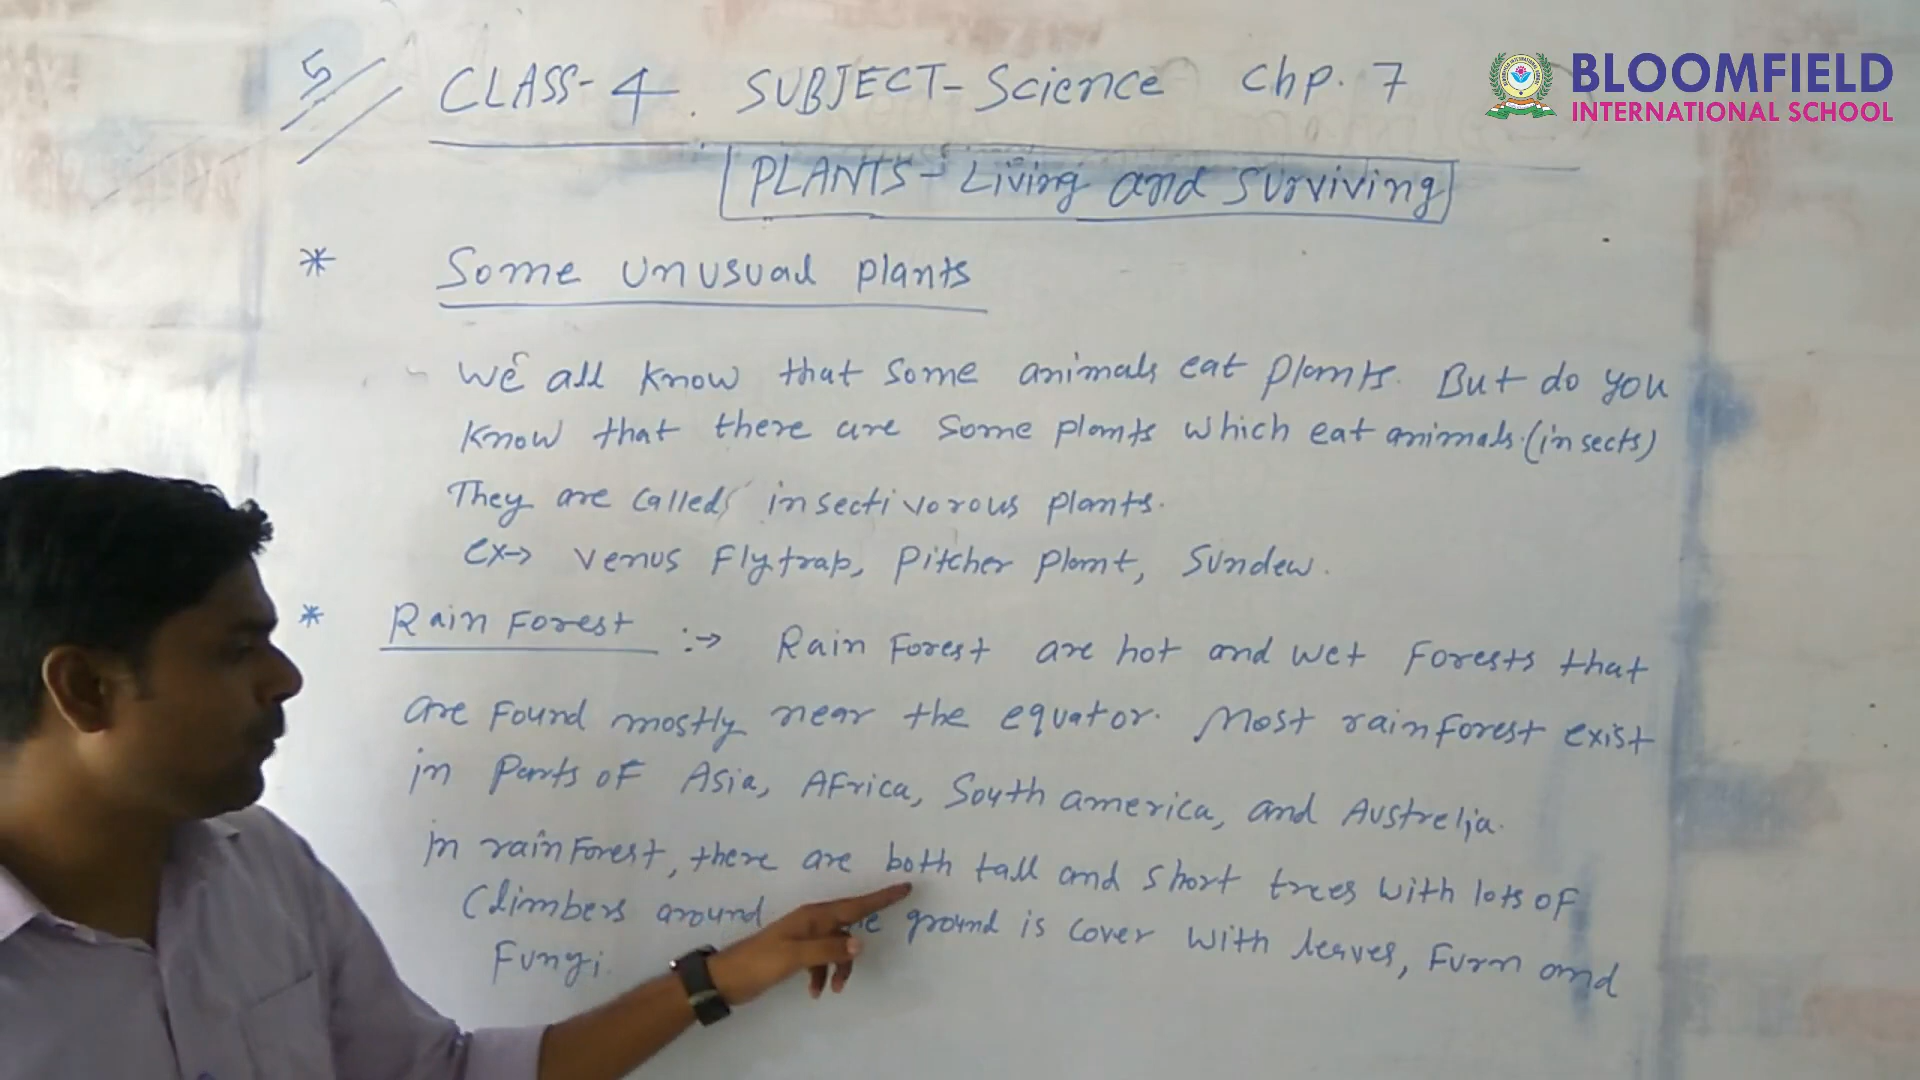 5
CLASS-4. SUBJECT-Science Chp. 7
BLOOMFIELD
INTERNATIONAL SCHOOL
PLANTS- Living and surviving
* Some unusual plants
We all know that some animals eat plants. But do you
know that there are some plants which eat animals.(insects)
They are called insectivorous plants.
ex→ Venus Flytrap, Pitcher plant, Sundew.
* Rain Forest :→ Rain Forest are hot and wet forests that
are found mostly near the equator. Most rainforest exist
in parts of Asia, Africa, South america, and Austrelia.
in rainforest, there are both tall and short trees with lots of
Climbers around. ground is cover with leaves, Furn and
Fungi.